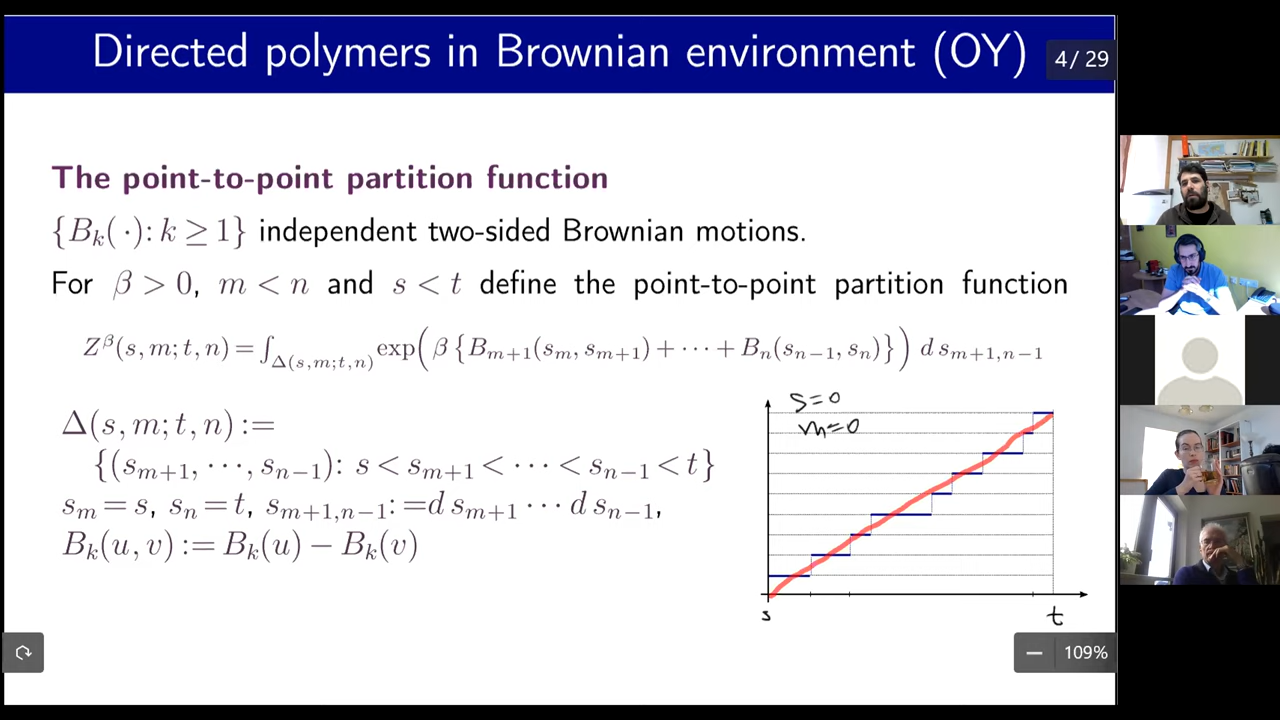 Directed polymers in Brownian environment (OY)
4 / 29
The point-to-point partition function
{B_k(·): k ≥ 1} independent two-sided Brownian motions.
For β > 0, m < n and s < t define the point-to-point partition function
Z^β(s,m;t,n) = ∫_{Δ(s,m;t,n)} exp(β{B_{m+1}(s_m, s_{m+1}) + ··· + B_n(s_{n−1}, s_n)}) d s_{m+1,n−1}
Δ(s, m; t, n) :=
{(s_{m+1}, ···, s_{n−1}): s < s_{m+1} < ··· < s_{n−1} < t}
s_m = s, s_n = t, s_{m+1,n−1}: = d s_{m+1} ··· d s_{n−1},
B_k(u, v) := B_k(u) − B_k(v)
s=0
m=0
s
t
109%